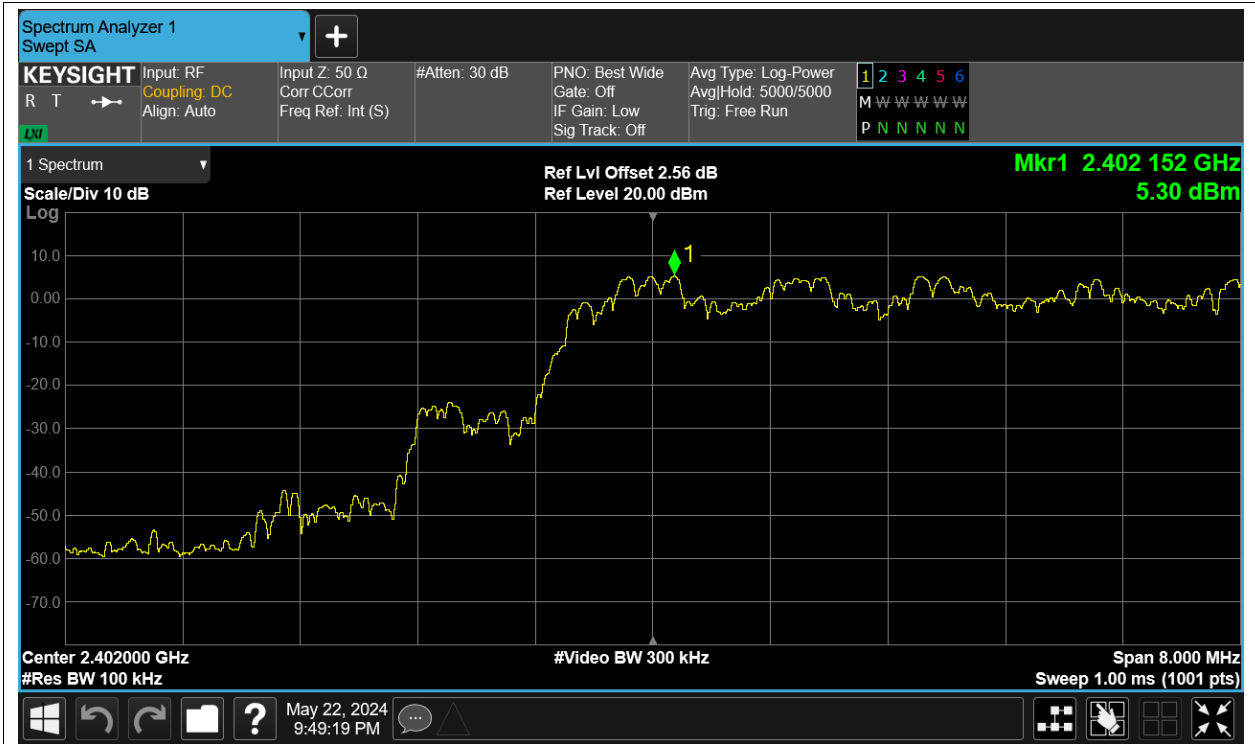 Spectrum Analyzer 1
Swept SA
KEYSIGHT
R T
LXI
Input: RF
Coupling: DC
Align: Auto
Input Z: 50 Ω
Corr CCorr
Freq Ref: Int (S)
#Atten: 30 dB
PNO: Best Wide
Gate: Off
IF Gain: Low
Sig Track: Off
Avg Type: Log-Power
Avg|Hold: 5000/5000
Trig: Free Run
1 2 3 4 5 6
M W W W W W
P N N N N N
1 Spectrum
Scale/Div 10 dB
Log
Ref Lvl Offset 2.56 dB
Ref Level 20.00 dBm
Mkr1 2.402 152 GHz
5.30 dBm
1
10.0
0.00
-10.0
-20.0
-30.0
-40.0
-50.0
-60.0
-70.0
Center 2.402000 GHz
#Res BW 100 kHz
#Video BW 300 kHz
Span 8.000 MHz
Sweep 1.00 ms (1001 pts)
?
May 22, 2024
9:49:19 PM